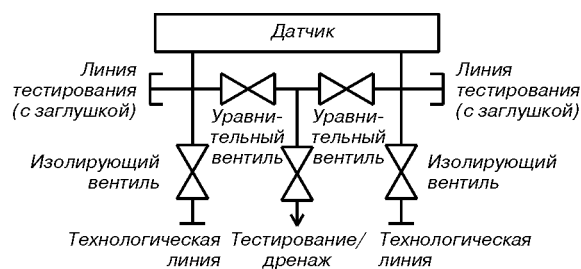 Датчик
Линия
тестирования
(с заглушкой)
Линия
тестирования
(с заглушкой)
Уравни-
тельный
вентиль
Уравни-
тельный
вентиль
Изолирующий
вентиль
Изолирующий
вентиль
Технологическая
линия
Тестирование/
дренаж
Технологическая
линия